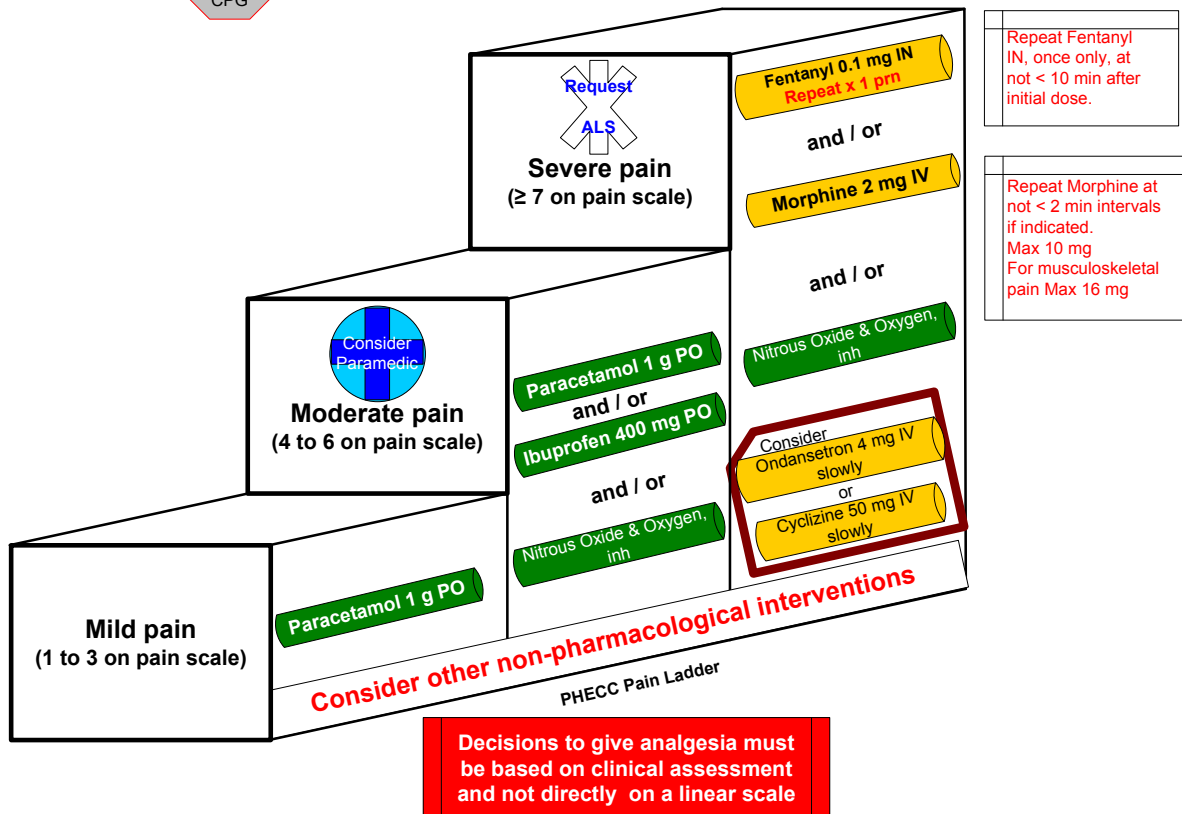 CPG
Request
ALS
Severe pain
(≥ 7 on pain scale)
Fentanyl 0.1 mg IN
Repeat x 1 prn
and / or
Morphine 2 mg IV
and / or
Nitrous Oxide & Oxygen,
inh
Consider
Ondansetron 4 mg IV
slowly
or
Cyclizine 50 mg IV
slowly
Repeat Fentanyl
IN, once only, at
not < 10 min after
initial dose.
Repeat Morphine at
not < 2 min intervals
if indicated.
Max 10 mg
For musculoskeletal
pain Max 16 mg
Consider
Paramedic
Moderate pain
(4 to 6 on pain scale)
Paracetamol 1 g PO
and / or
Ibuprofen 400 mg PO
and / or
Nitrous Oxide & Oxygen,
inh
Mild pain
(1 to 3 on pain scale)
Paracetamol 1 g PO
Consider other non-pharmacological interventions
PHECC Pain Ladder
Decisions to give analgesia must
be based on clinical assessment
and not directly on a linear scale